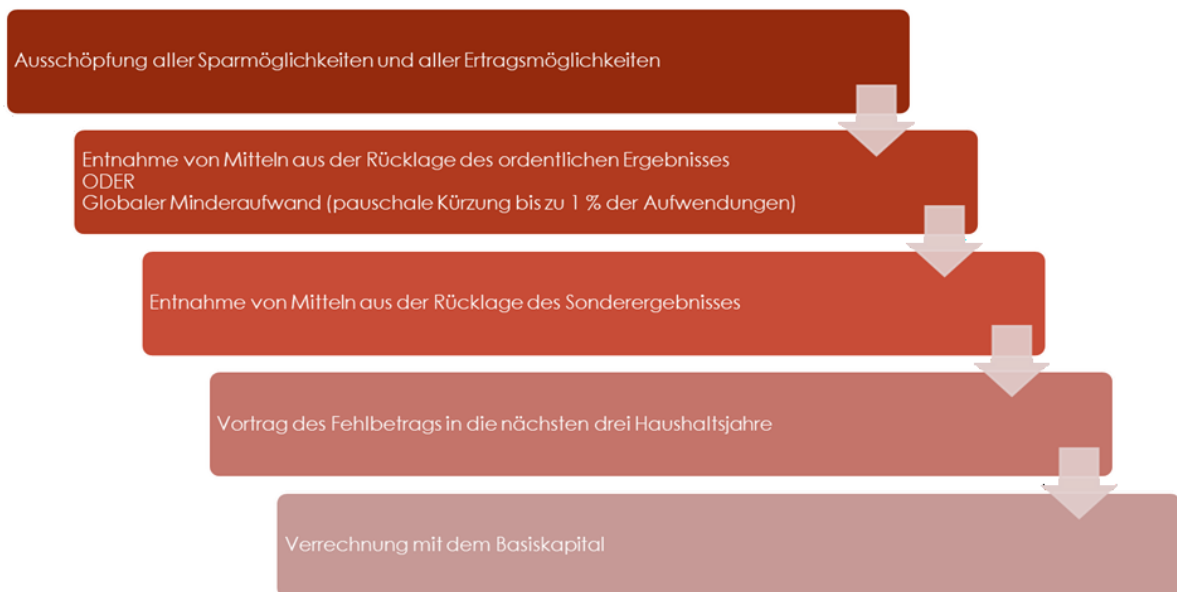 Ausschöpfung aller Sparmöglichkeiten und aller Ertragsmöglichkeiten
Entnahme von Mitteln aus der Rücklage des ordentlichen Ergebnisses
ODER
Globaler Minderaufwand (pauschale Kürzung bis zu 1 % der Aufwendungen)
Entnahme von Mitteln aus der Rücklage des Sonderergebnisses
Vortrag des Fehlbetrags in die nächsten drei Haushaltsjahre
Verrechnung mit dem Basiskapital